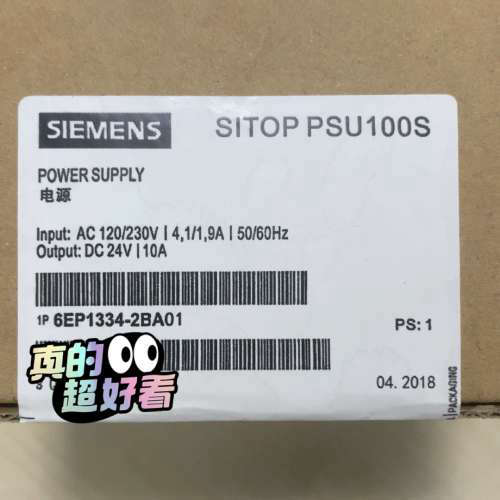 SIEMENS
SITOP PSU100S
POWER SUPPLY
电源
Input: AC 120/230V | 4,1/1,9A | 50/60Hz
Output: DC 24V | 10A
1P 6EP1334-2BA01
PS: 1
真的
超好看
04. 2018
PACKAGING